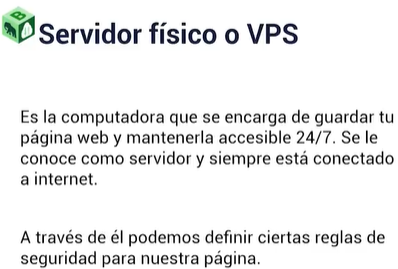 Servidor físico o VPS
Es la computadora que se encarga de guardar tu
página web y mantenerla accesible 24/7. Se le
conoce como servidor y siempre está conectado
a internet.
A través de él podemos definir ciertas reglas de
seguridad para nuestra página.